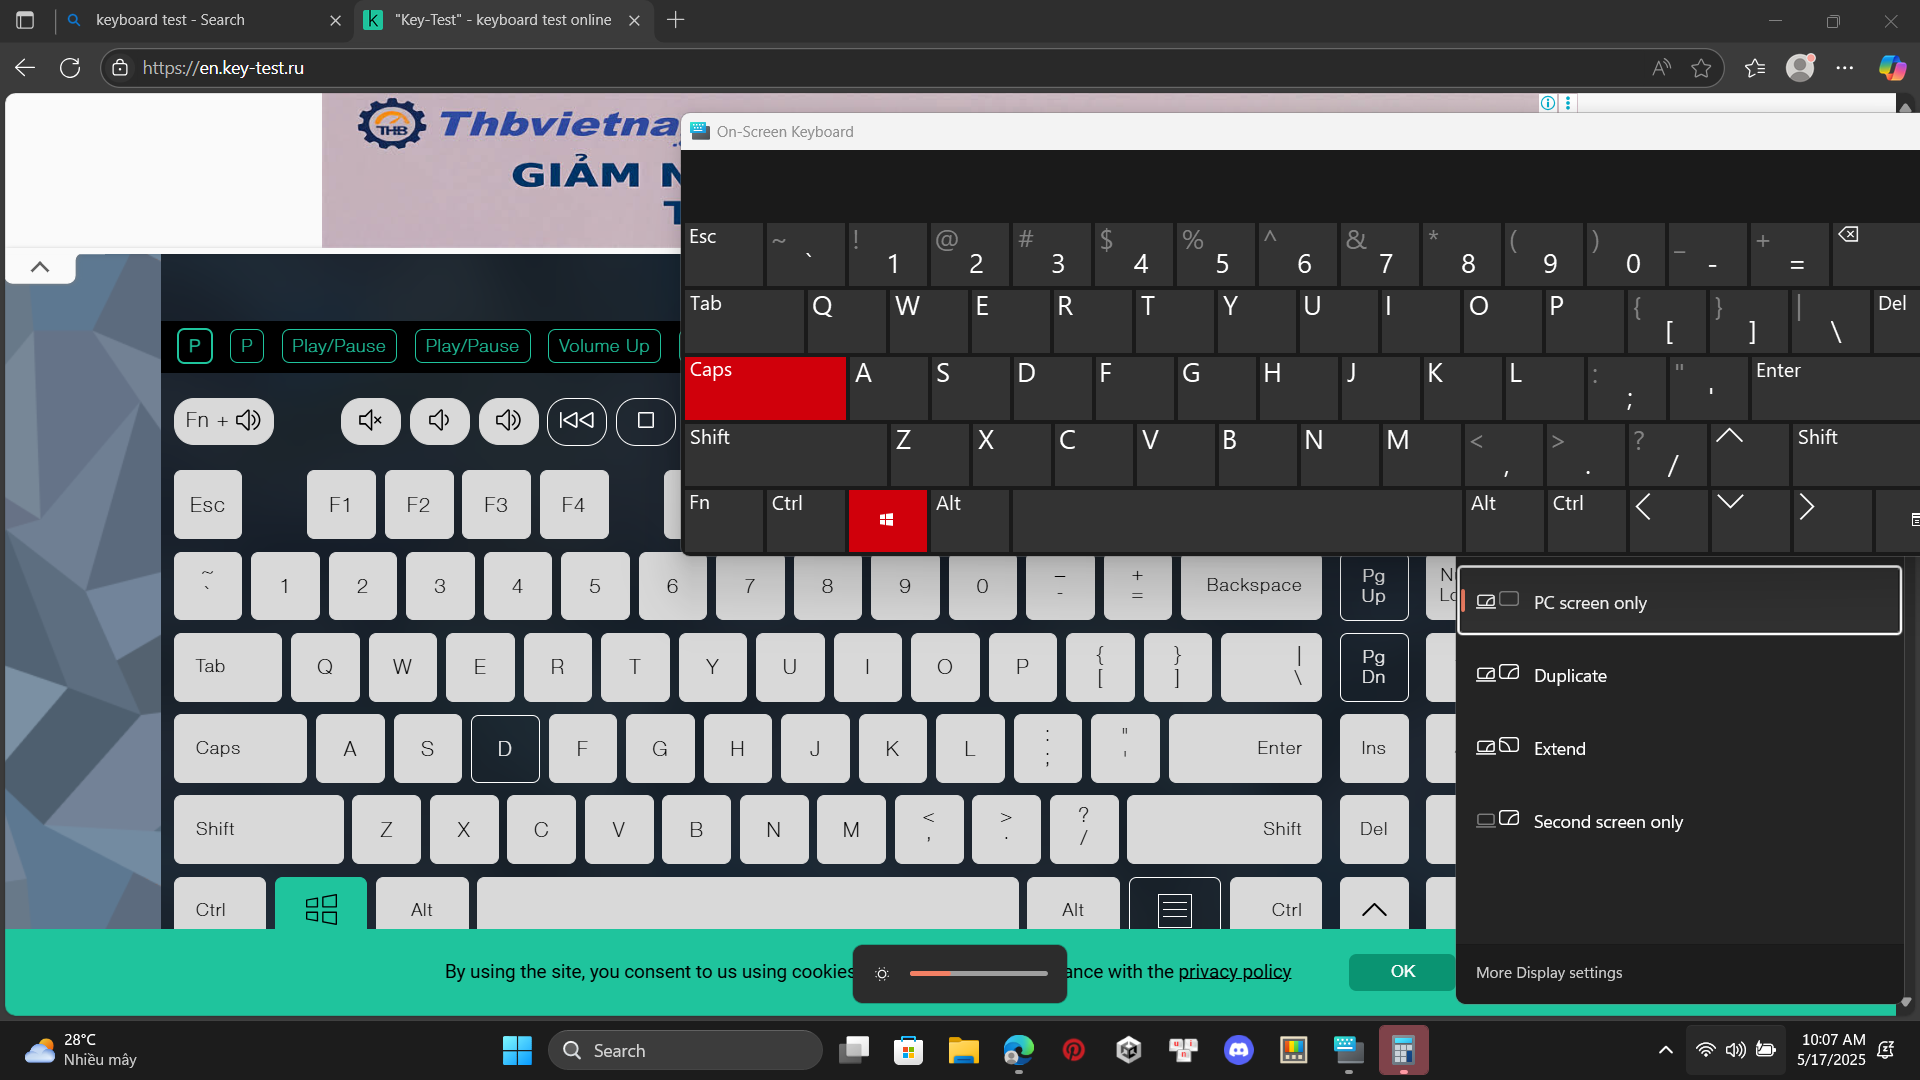 keyboard test - Search
"Key-Test" - keyboard test online
https://en.key-test.ru
THB
Thbvietna
GIẢM
On-Screen Keyboard
Esc ~ ` ! 1 @ 2 # 3 $ 4 % 5 ^ 6 & 7 * 8 ( 9 ) 0 _ - + =
Tab Q W E R T Y U I O P { [ } ] | \ Del
Caps A S D F G H J K L : ; " ' Enter
Shift Z X C V B N M < , > . ? / Shift
Fn Ctrl Alt Alt Ctrl
P P Play/Pause Play/Pause Volume Up
Fn +
Esc F1 F2 F3 F4
~ ` 1 2 3 4 5 6 7 8 9 0 _ - + = Backspace Pg Up
Tab Q W E R T Y U I O P { [ } ] | \ Pg Dn
Caps A S D F G H J K L : ; " ' Enter Ins
Shift Z X C V B N M < , > . ? / Shift Del
Ctrl Alt Alt Ctrl
PC screen only
Duplicate
Extend
Second screen only
More Display settings
By using the site, you consent to us using cookies ance with the privacy policy
OK
28°C
Nhiều mây
Search
10:07 AM
5/17/2025